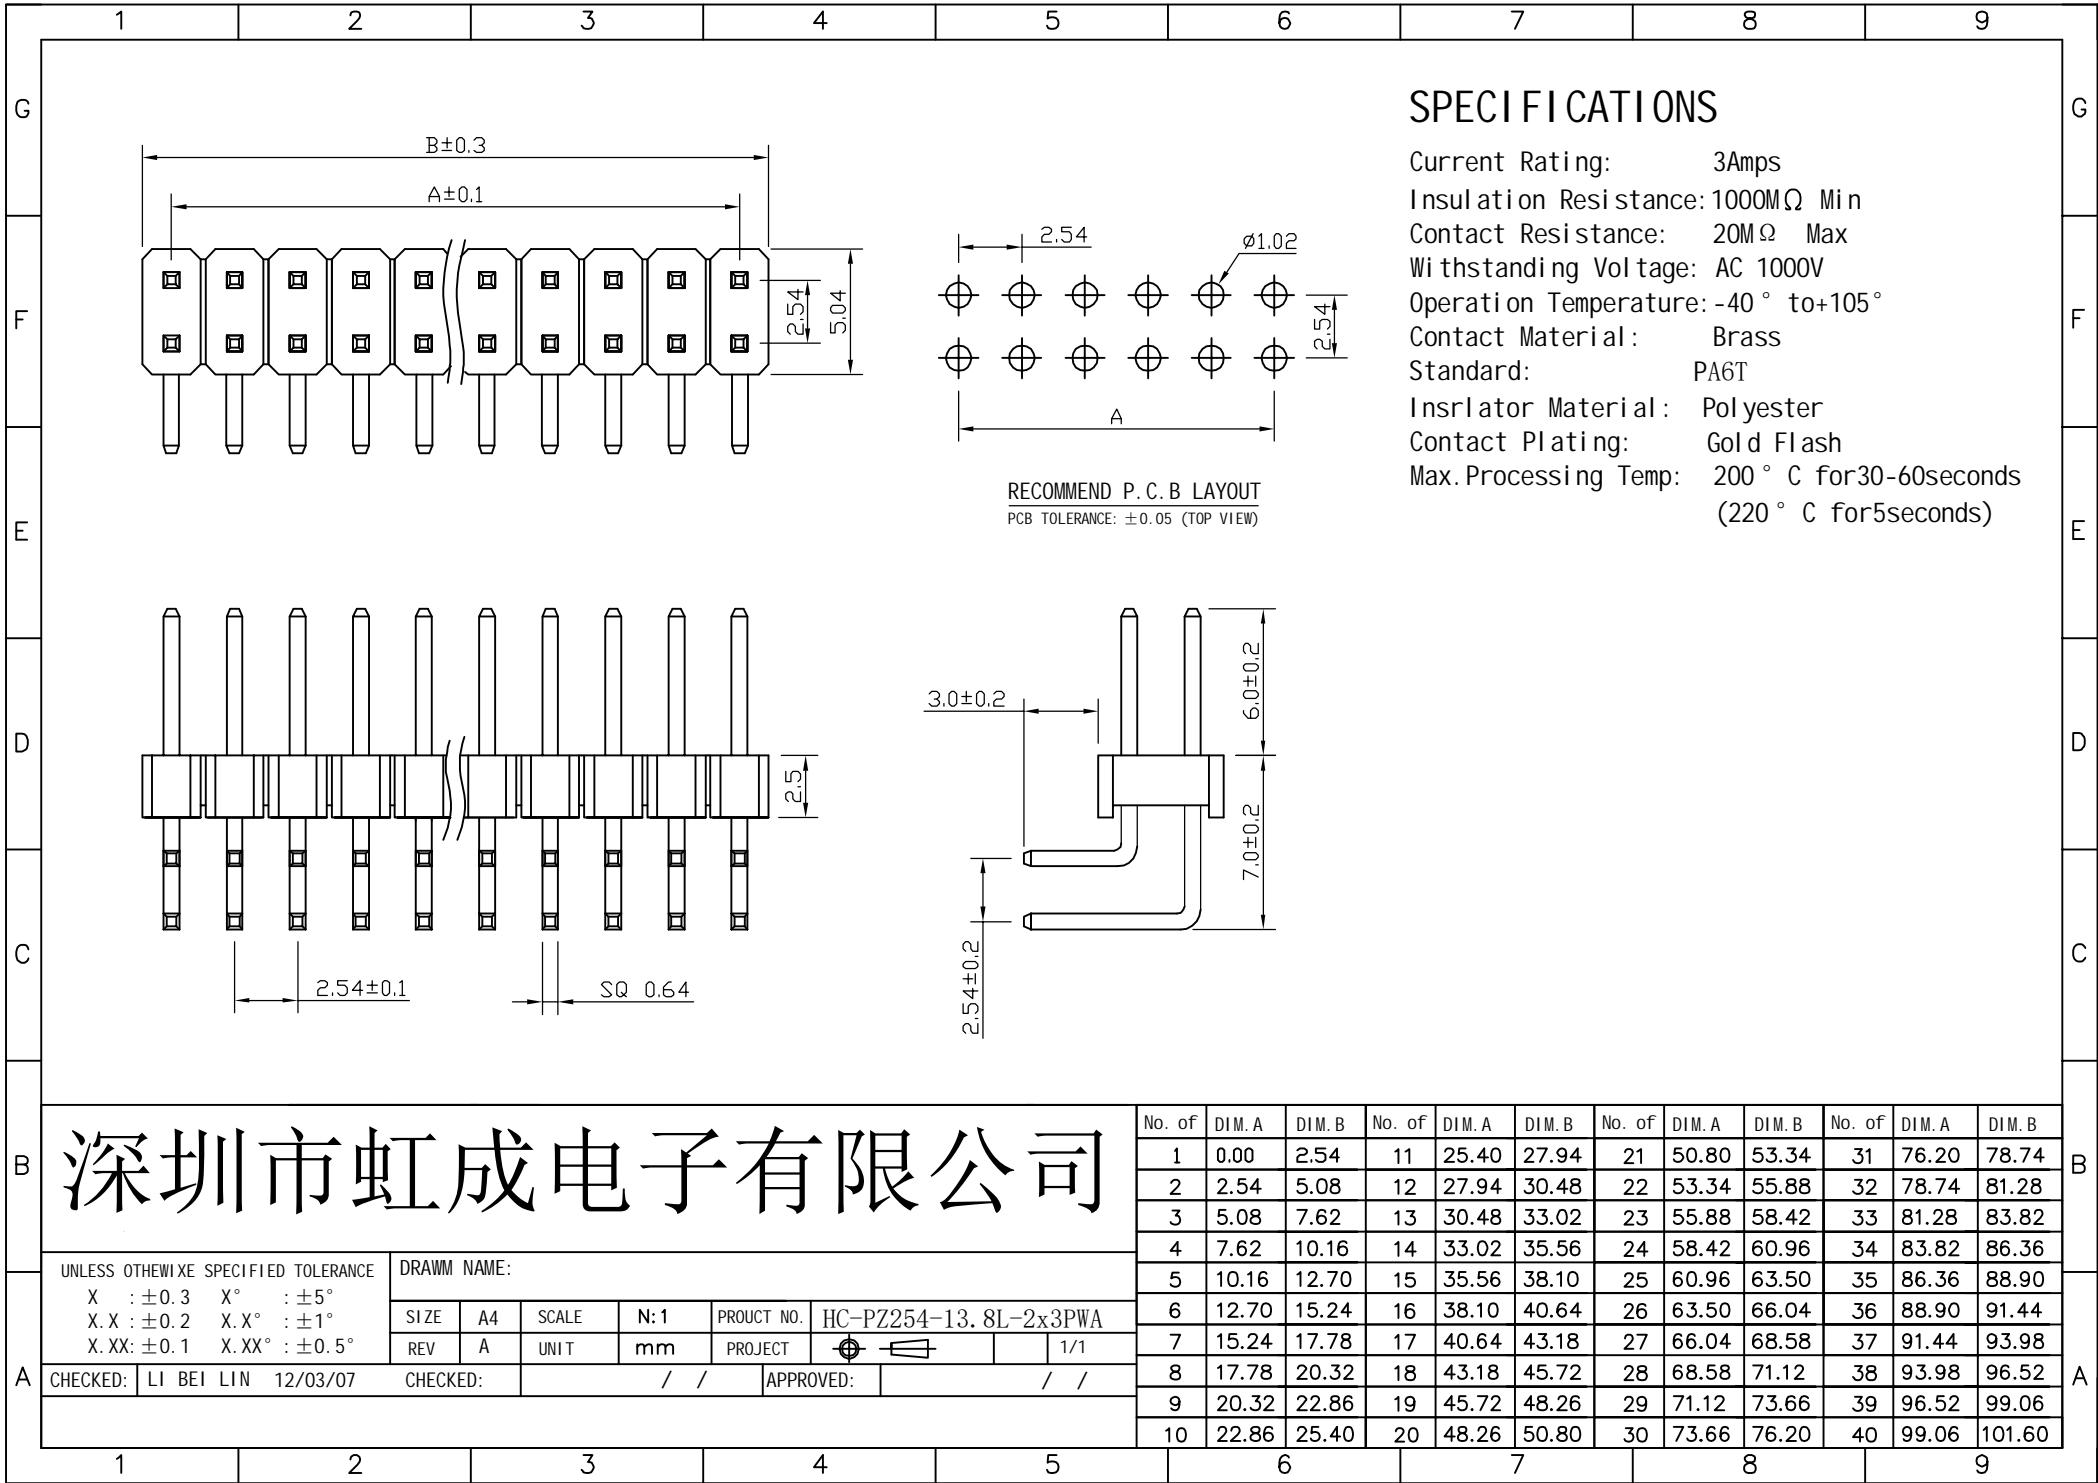 1 2 3 4 5 6 7 8 9
G G
F F
E E
D D
C C
B B
A A
B±0.3
A±0.1
2.54
5.04
2.54
ø1.02
2.54
A
RECOMMEND P.C.B LAYOUT
PCB TOLERANCE: ±0.05 (TOP VIEW)
SPECIFICATIONS
Current Rating: 3Amps
Insulation Resistance: 1000MΩ Min
Contact Resistance: 20MΩ Max
Withstanding Voltage: AC 1000V
Operation Temperature: -40° to+105°
Contact Material: Brass
Standard: PA6T
Insrlator Material: Polyester
Contact Plating: Gold Flash
Max.Processing Temp: 200° C for30-60seconds
(220° C for5seconds)
2.5
2.54±0.1
SQ 0.64
3.0±0.2
6.0±0.2
7.0±0.2
2.54±0.2
深圳市虹成电子有限公司
UNLESS OTHEWIXE SPECIFIED TOLERANCE
X :±0.3 X° :±5°
X.X :±0.2 X.X° :±1°
X.XX:±0.1 X.XX° :±0.5°
DRAWM NAME:
SIZE A4 SCALE N:1 PROUCT NO. HC-PZ254-13.8L-2x3PWA
REV A UNIT mm PROJECT 1/1
CHECKED: LI BEI LIN 12/03/07 CHECKED: / / APPROVED: / /
No. of DIM.A DIM.B No. of DIM.A DIM.B No. of DIM.A DIM.B No. of DIM.A DIM.B
1 0.00 2.54 11 25.40 27.94 21 50.80 53.34 31 76.20 78.74
2 2.54 5.08 12 27.94 30.48 22 53.34 55.88 32 78.74 81.28
3 5.08 7.62 13 30.48 33.02 23 55.88 58.42 33 81.28 83.82
4 7.62 10.16 14 33.02 35.56 24 58.42 60.96 34 83.82 86.36
5 10.16 12.70 15 35.56 38.10 25 60.96 63.50 35 86.36 88.90
6 12.70 15.24 16 38.10 40.64 26 63.50 66.04 36 88.90 91.44
7 15.24 17.78 17 40.64 43.18 27 66.04 68.58 37 91.44 93.98
8 17.78 20.32 18 43.18 45.72 28 68.58 71.12 38 93.98 96.52
9 20.32 22.86 19 45.72 48.26 29 71.12 73.66 39 96.52 99.06
10 22.86 25.40 20 48.26 50.80 30 73.66 76.20 40 99.06 101.60
1 2 3 4 5 6 7 8 9